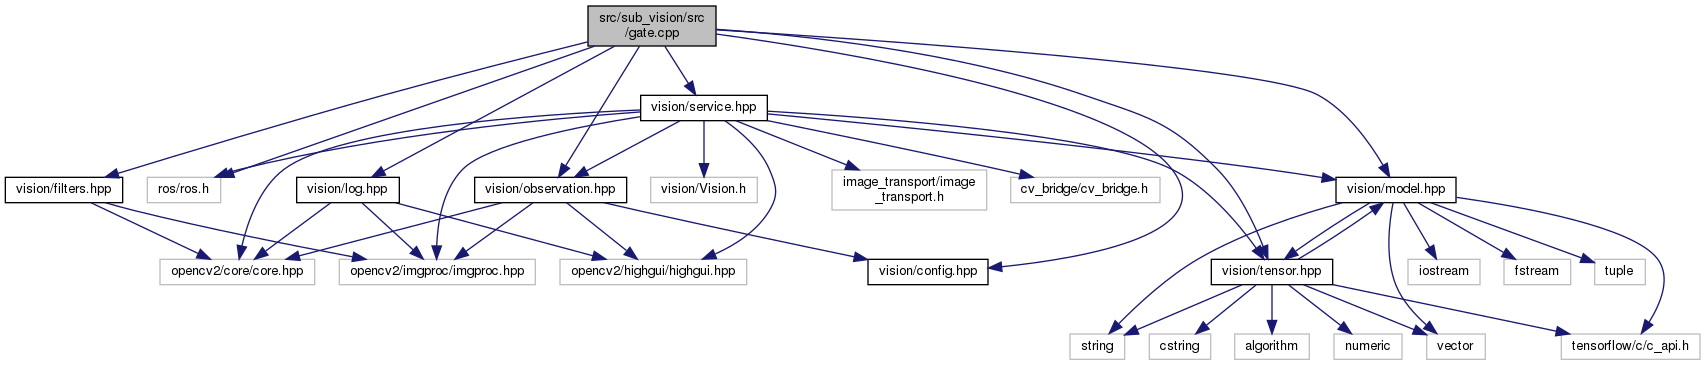 src/sub_vision/src
/gate.cpp
vision/service.hpp
vision/filters.hpp
ros/ros.h
vision/log.hpp
vision/observation.hpp
vision/Vision.h
image_transport/image
_transport.h
cv_bridge/cv_bridge.h
vision/model.hpp
opencv2/core/core.hpp
opencv2/imgproc/imgproc.hpp
opencv2/highgui/highgui.hpp
vision/config.hpp
vision/tensor.hpp
iostream
fstream
tuple
string
cstring
algorithm
numeric
vector
tensorflow/c/c_api.h